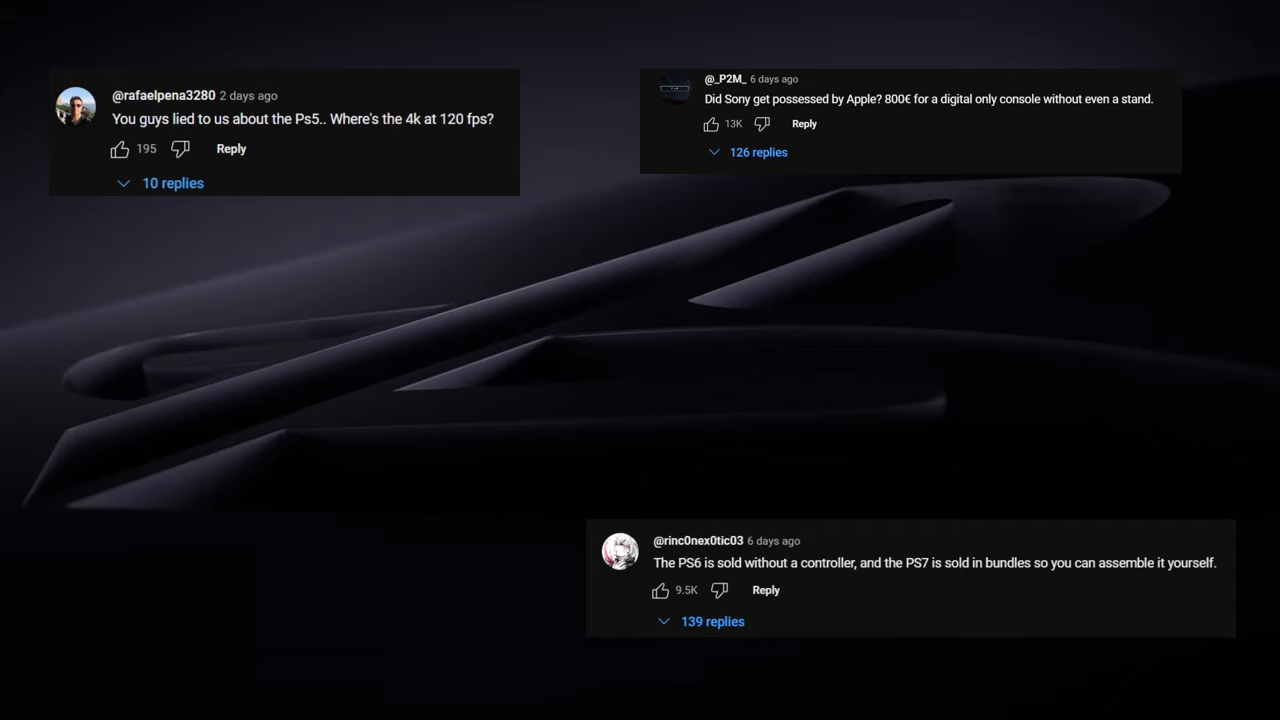 @rafaelpena3280 2 days ago
You guys lied to us about the Ps5.. Where's the 4k at 120 fps?
195 Reply
10 replies
@_P2M_ 6 days ago
Did Sony get possessed by Apple? 800€ for a digital only console without even a stand.
13K Reply
126 replies
@rinc0nex0tic03 6 days ago
The PS6 is sold without a controller, and the PS7 is sold in bundles so you can assemble it yourself.
9.5K Reply
139 replies